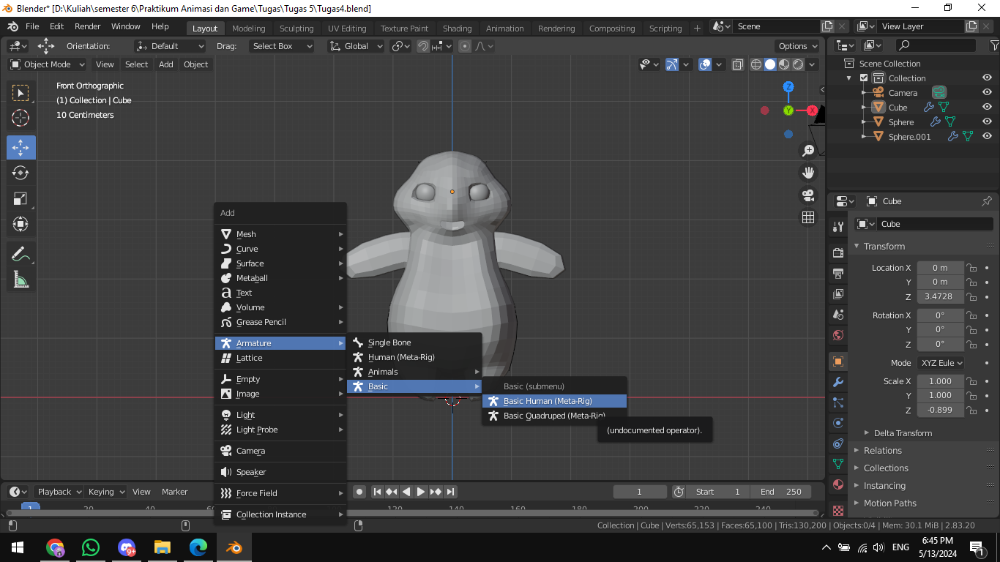 Blender* [D:\Kuliah\semester 6\Praktikum Animasi dan Game\Tugas\Tugas 5\Tugas4.blend]
File Edit Render Window Help Layout Modeling Sculpting UV Editing Texture Paint Shading Animation Rendering Compositing Scripting + Scene View Layer
Orientation: Default Drag: Select Box Global Options
Object Mode View Select Add Object
Front Orthographic
(1) Collection | Cube
10 Centimeters
Z
Y
X
Scene Collection
Collection
Camera
Cube
Sphere
Sphere.001
Add
Mesh
Curve
Surface
Metaball
Text
Volume
Grease Pencil
Armature
Lattice
Empty
Image
Light
Light Probe
Camera
Speaker
Force Field
Collection Instance
Single Bone
Human (Meta-Rig)
Animals
Basic
Basic (submenu)
Basic Human (Meta-Rig)
Basic Quadruped (Meta-Rig)
(undocumented operator).
Cube
Cube
Transform
Location X 0 m
Y 0 m
Z 3.4728
Rotation X 0°
Y 0°
Z 0°
Mode XYZ Eule
Scale X 1.000
Y 1.000
Z -0.899
Delta Transform
Relations
Collections
Instancing
Motion Paths
Playback Keying View Marker 1 Start 1 End 250
1 20 40 120 140 160 180 200 220 240
Collection | Cube | Verts:65,153 | Faces:65,100 | Tris:130,200 | Objects:0/4 | Mem: 30.1 MiB | 2.83.20
9+
ENG
6:45 PM
5/13/2024
1